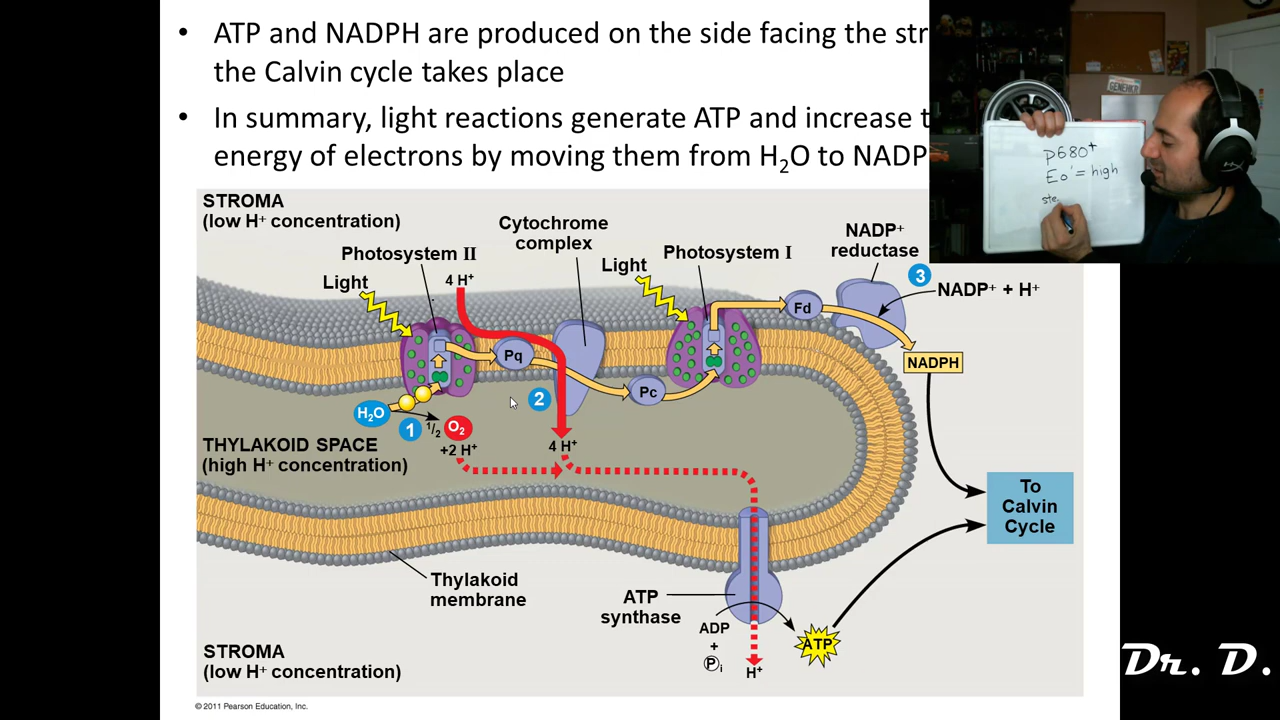 • ATP and NADPH are produced on the side facing the str
the Calvin cycle takes place
• In summary, light reactions generate ATP and increase t
energy of electrons by moving them from H₂O to NADP
P680⁺
Eo' = high
ste
STROMA
(low H⁺ concentration)
Cytochrome
complex
Photosystem II
4 H⁺
Light
Light
Photosystem I
NADP⁺
reductase
3
NADP⁺ + H⁺
Fd
Pq
NADPH
2
Pc
H₂O
1
1/2
O₂
+2 H⁺
4 H⁺
THYLAKOID SPACE
(high H⁺ concentration)
To
Calvin
Cycle
Thylakoid
membrane
ATP
synthase
ADP
+
Pi
H⁺
ATP
STROMA
(low H⁺ concentration)
© 2011 Pearson Education, Inc.
Dr. D.